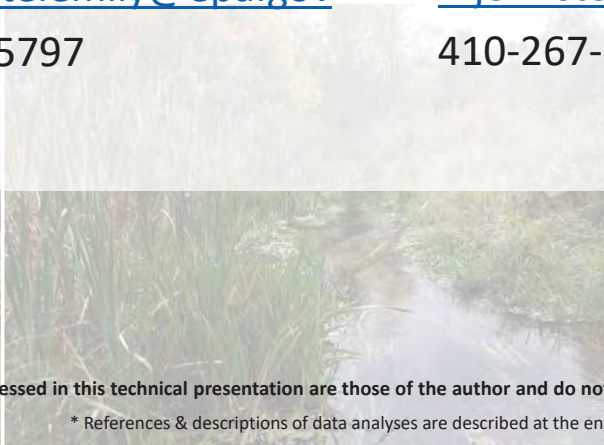 5797 410-267-
essed in this technical presentation are those of the author and do no
* References & descriptions of data analyses are described at the en